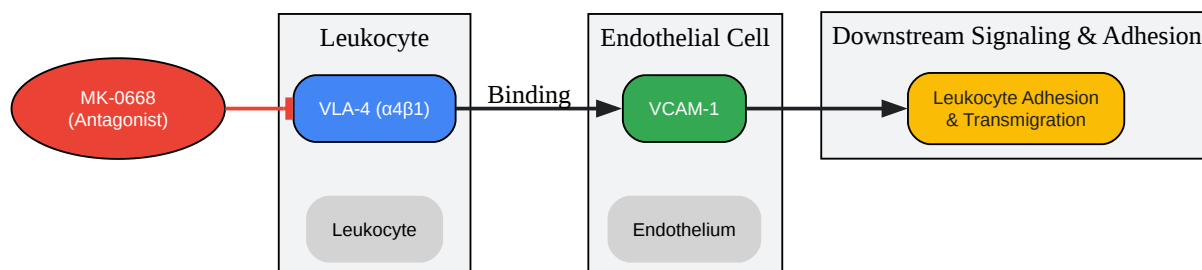 Leukocyte
Endothelial Cell
Downstream Signaling & Adhesion
MK-0668
(Antagonist)
VLA-4 (α4β1)
Binding
VCAM-1
Leukocyte Adhesion
& Transmigration
Leukocyte
Endothelium